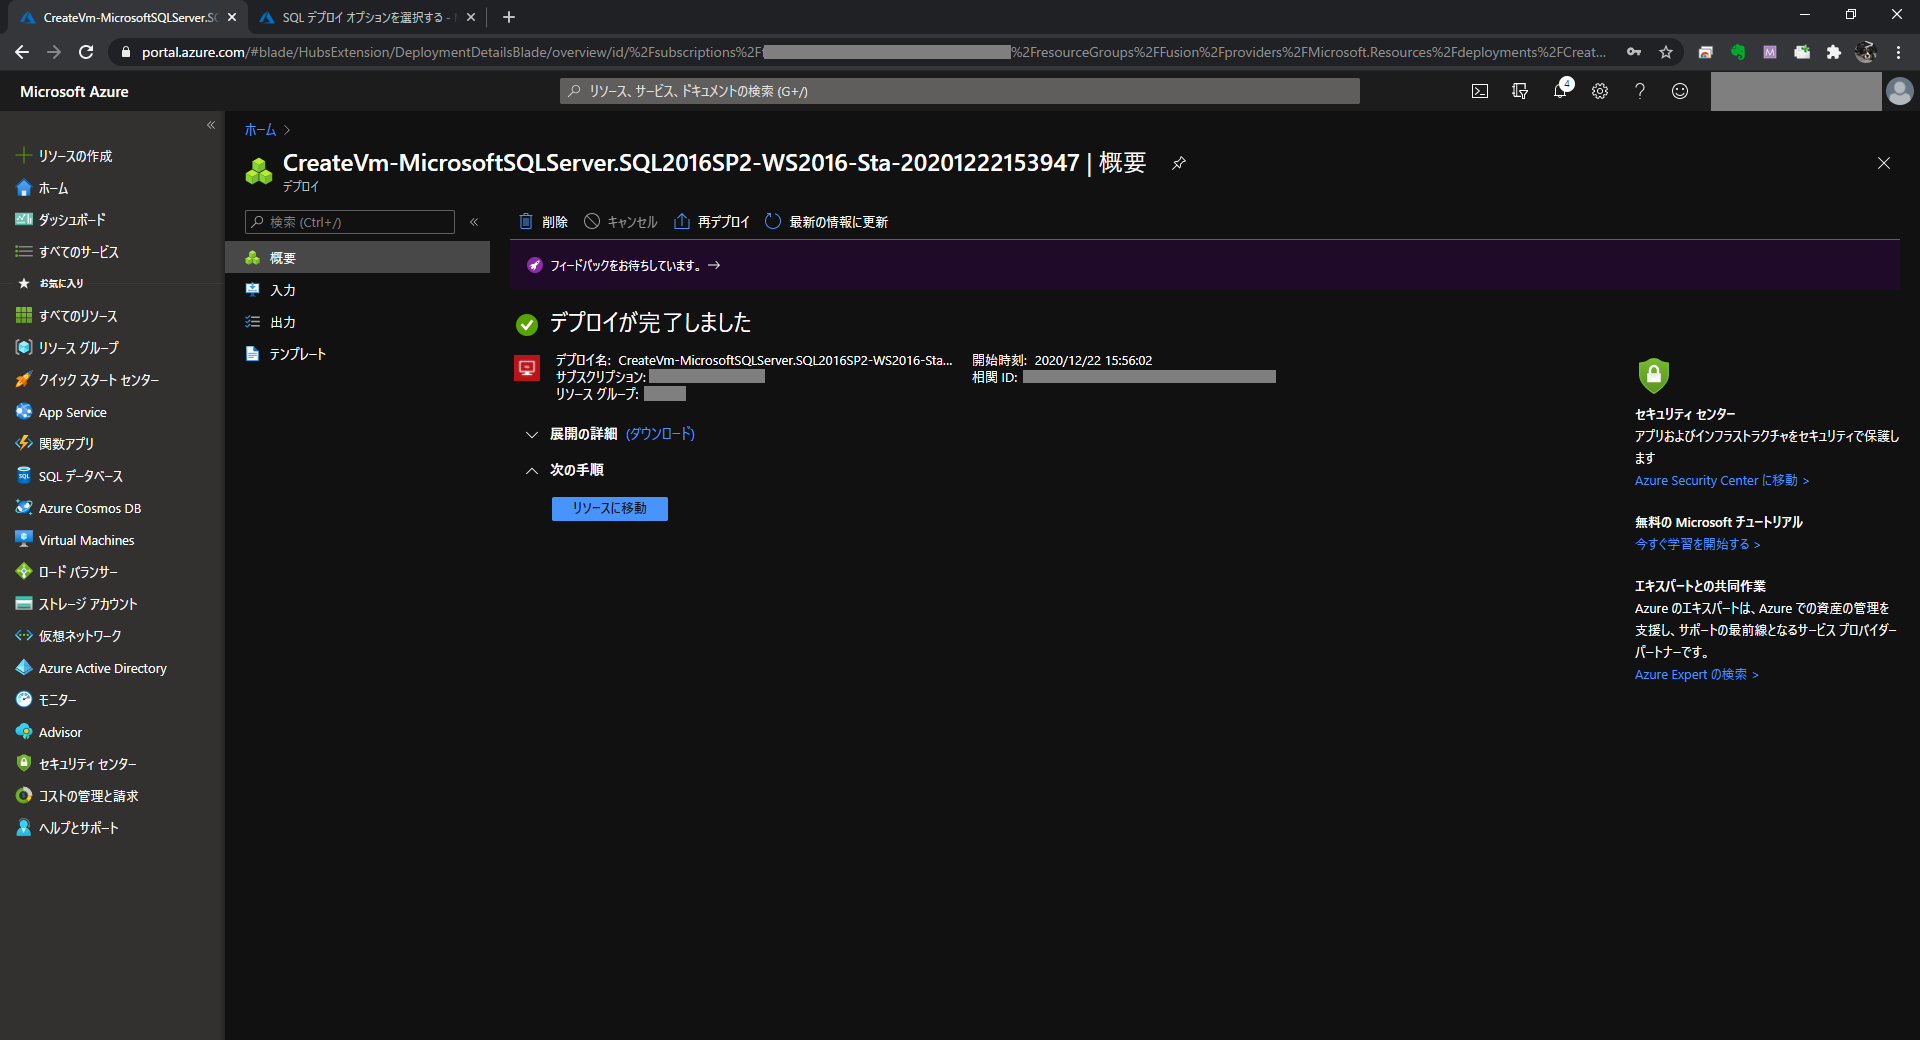 CreateVm-MicrosoftSQLServer.SC
SQL デプロイ オプションを選択する -
portal.azure.com/#blade/HubsExtension/DeploymentDetailsBlade/overview/id/%2Fsubscriptions%2Ff %2FresourceGroups%2FFusion%2Fproviders%2FMicrosoft.Resources%2Fdeployments%2FCreat...
Microsoft Azure
リソース、サービス、ドキュメントの検索 (G+/)
4
リソースの作成
ホーム
ダッシュボード
すべてのサービス
お気に入り
すべてのリソース
リソース グループ
クイック スタート センター
App Service
関数アプリ
SQL データベース
Azure Cosmos DB
Virtual Machines
ロード バランサー
ストレージ アカウント
仮想ネットワーク
Azure Active Directory
モニター
Advisor
セキュリティ センター
コストの管理と請求
ヘルプとサポート
ホーム >
CreateVm-MicrosoftSQLServer.SQL2016SP2-WS2016-Sta-20201222153947 | 概要
デプロイ
検索 (Ctrl+/)
概要
入力
出力
テンプレート
削除 キャンセル 再デプロイ 最新の情報に更新
フィードバックをお待ちしています。 →
デプロイが完了しました
デプロイ名: CreateVm-MicrosoftSQLServer.SQL2016SP2-WS2016-Sta...
サブスクリプション:
リソース グループ:
開始時刻: 2020/12/22 15:56:02
相関 ID:
展開の詳細 (ダウンロード)
次の手順
リソースに移動
セキュリティ センター
アプリおよびインフラストラクチャをセキュリティで保護し
ます
Azure Security Center に移動 >
無料の Microsoft チュートリアル
今すぐ学習を開始する >
エキスパートとの共同作業
Azure のエキスパートは、Azure での資産の管理を
支援し、サポートの最前線となるサービス プロバイダー
パートナーです。
Azure Expert の検索 >